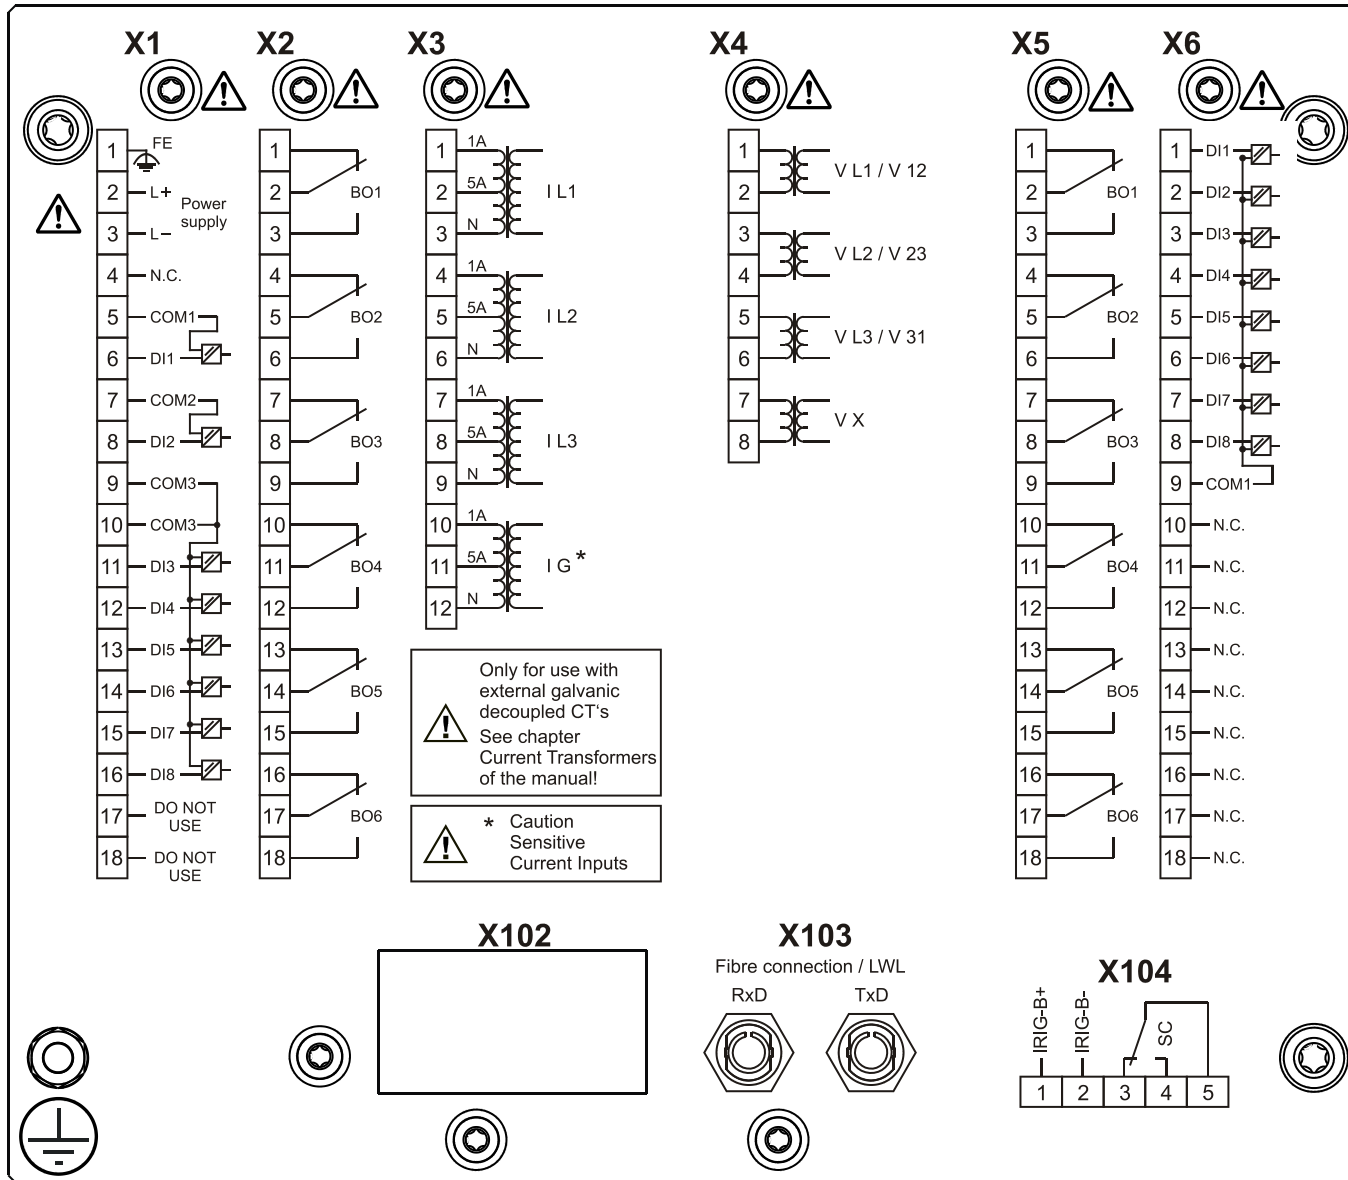 X1
X2
X3
X4
X5
X6
1 FE
2 L+
Power
supply
3 L−
4 N.C.
5 COM1
6 DI1
7 COM2
8 DI2
9 COM3
10 COM3
11 DI3
12 DI4
13 DI5
14 DI6
15 DI7
16 DI8
17 DO NOT
USE
18 DO NOT
USE
1
2 BO1
3
4
5 BO2
6
7
8 BO3
9
10
11 BO4
12
13
14 BO5
15
16
17 BO6
18
1 1A
2 5A I L1
3 N
4 1A
5 5A I L2
6 N
7 1A
8 5A I L3
9 N
10 1A
11 5A I G *
12 N
Only for use with
external galvanic
decoupled CT‘s
See chapter
Current Transformers
of the manual!
* Caution
Sensitive
Current Inputs
1
V L1 / V 12
2
3
V L2 / V 23
4
5
V L3 / V 31
6
7
V X
8
1
2 BO1
3
4
5 BO2
6
7
8 BO3
9
10
11 BO4
12
13
14 BO5
15
16
17 BO6
18
1 DI1
2 DI2
3 DI3
4 DI4
5 DI5
6 DI6
7 DI7
8 DI8
9 COM1
10 N.C.
11 N.C.
12 N.C.
13 N.C.
14 N.C.
15 N.C.
16 N.C.
17 N.C.
18 N.C.
X102
X103
Fibre connection / LWL
RxD TxD
X104
IRIG-B+
IRIG-B-
SC
1 2 3 4 5